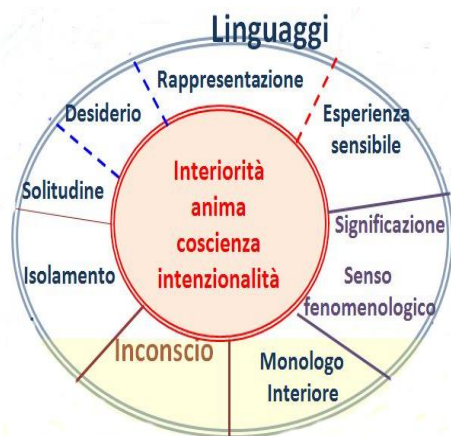 Linguaggi
Rappresentazione
Desiderio
Esperienza
sensibile
Interiorità
anima
coscienza
intenzionalità
Solitudine
Significazione
Isolamento
Senso
fenomenologico
Inconscio
Monologo
Interiore